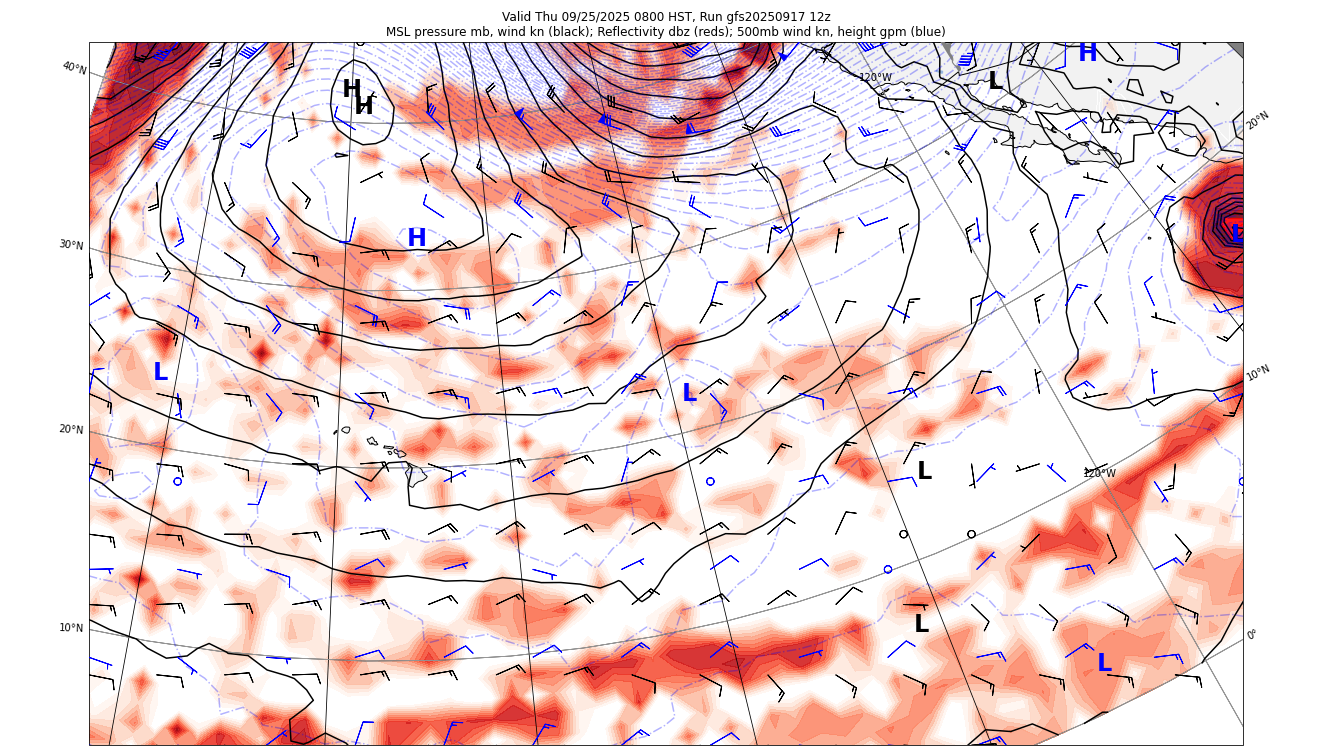 Valid Thu 09/25/2025 0800 HST, Run gfs20250917 12z
MSL pressure mb, wind kn (black); Reflectivity dbz (reds); 500mb wind kn, height gpm (blue)
H
L
120°W
40°N
H
H
20°N
L
H
30°N
L
L
10°N
20°N
L
120°W
L
10°N
0°
L